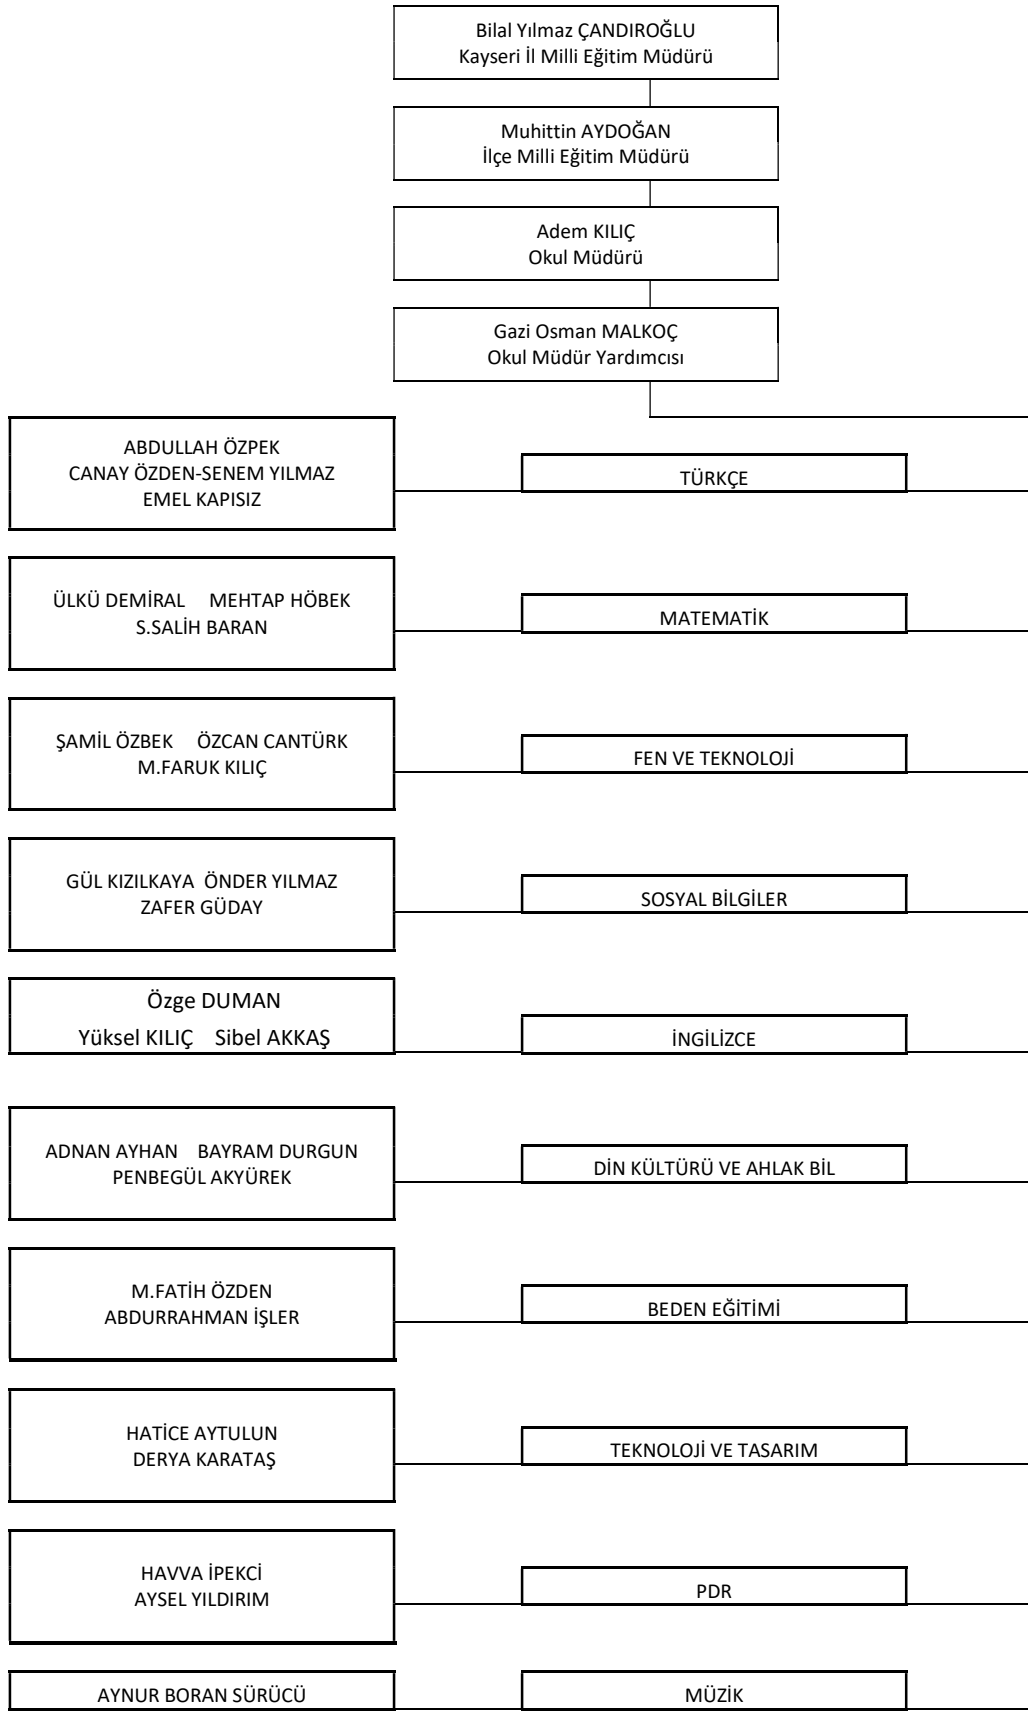 Bilal Yılmaz ÇANDIROĞLU
Kayseri İl Milli Eğitim Müdürü
Muhittin AYDOĞAN
İlçe Milli Eğitim Müdürü
Adem KILIÇ
Okul Müdürü
Gazi Osman MALKOÇ
Okul Müdür Yardımcısı
ABDULLAH ÖZPEK
CANAY ÖZDEN-SENEM YILMAZ
EMEL KAPISIZ
TÜRKÇE
ÜLKÜ DEMİRAL MEHTAP HÖBEK
S.SALİH BARAN
MATEMATİK
ŞAMİL ÖZBEK ÖZCAN CANTÜRK
M.FARUK KILIÇ
FEN VE TEKNOLOJİ
GÜL KIZILKAYA ÖNDER YILMAZ
ZAFER GÜDAY
SOSYAL BİLGİLER
Özge DUMAN
Yüksel KILIÇ Sibel AKKAŞ
İNGİLİZCE
ADNAN AYHAN BAYRAM DURGUN
PENBEGÜL AKYÜREK
DİN KÜLTÜRÜ VE AHLAK BİL
M.FATİH ÖZDEN
ABDURRAHMAN İŞLER
BEDEN EĞİTİMİ
HATİCE AYTULUN
DERYA KARATAŞ
TEKNOLOJİ VE TASARIM
HAVVA İPEKCİ
AYSEL YILDIRIM
PDR
AYNUR BORAN SÜRÜCÜ
MÜZİK